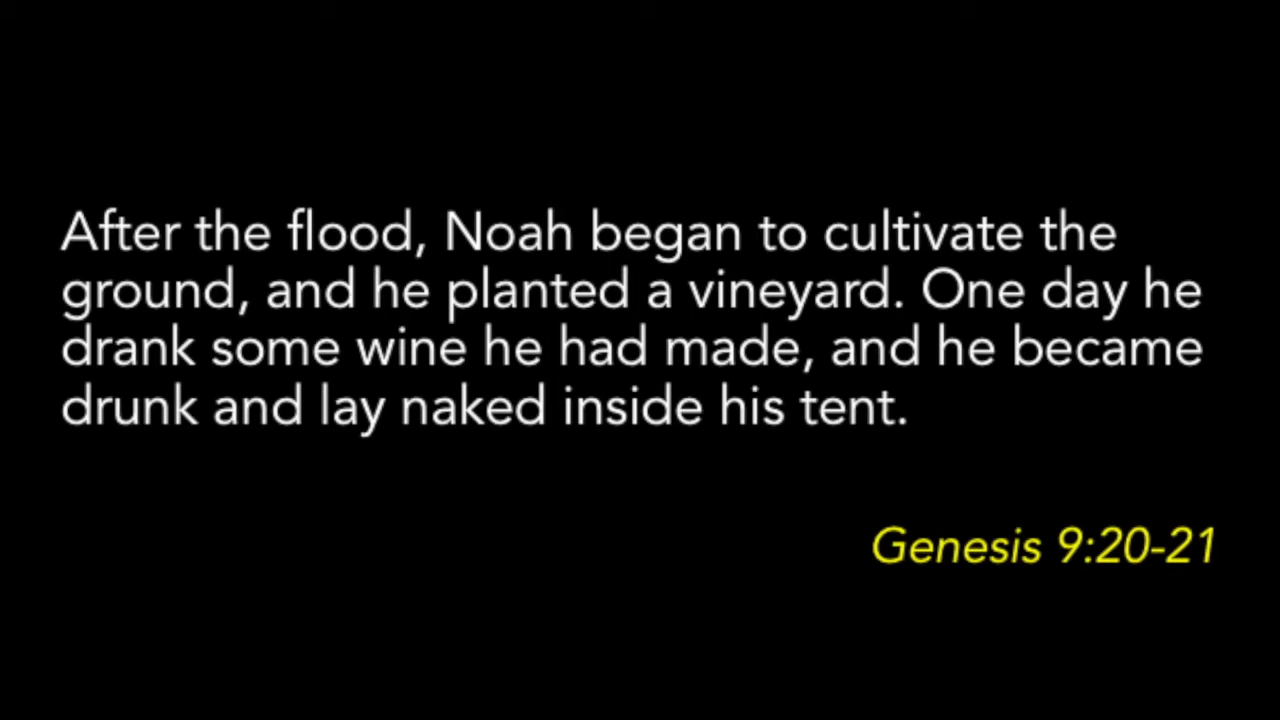 After the flood, Noah began to cultivate the
ground, and he planted a vineyard. One day he
drank some wine he had made, and he became
drunk and lay naked inside his tent.
Genesis 9:20-21